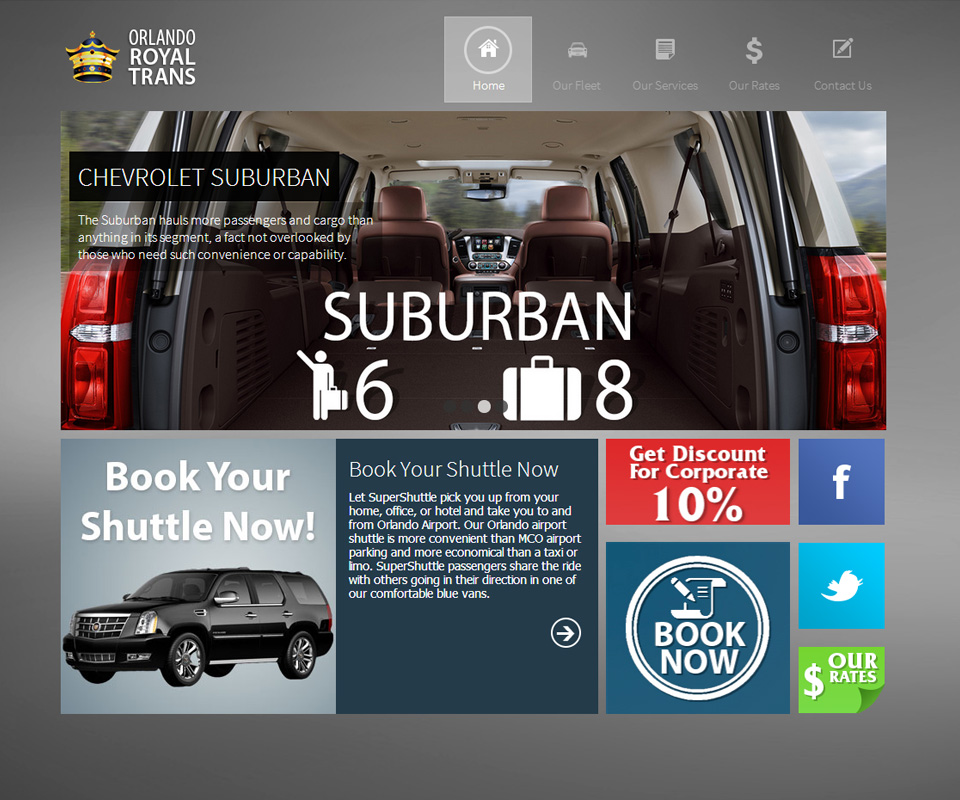 ORLANDO
ROYAL
TRANS
Home
Our Fleet
Our Services
Our Rates
Contact Us
CHEVROLET SUBURBAN
The Suburban hauls more passengers and cargo than
anything in its segment, a fact not overlooked by
those who need such convenience or capability.
SUBURBAN
6 8
Book Your
Shuttle Now!
Book Your Shuttle Now
Let SuperShuttle pick you up from your
home, office, or hotel and take you to and
from Orlando Airport. Our Orlando airport
shuttle is more convenient than MCO airport
parking and more economical than a taxi or
limo. SuperShuttle passengers share the ride
with others going in their direction in one of
our comfortable blue vans.
Get Discount
For Corporate
10%
f
BOOK
NOW
$ OUR
RATES